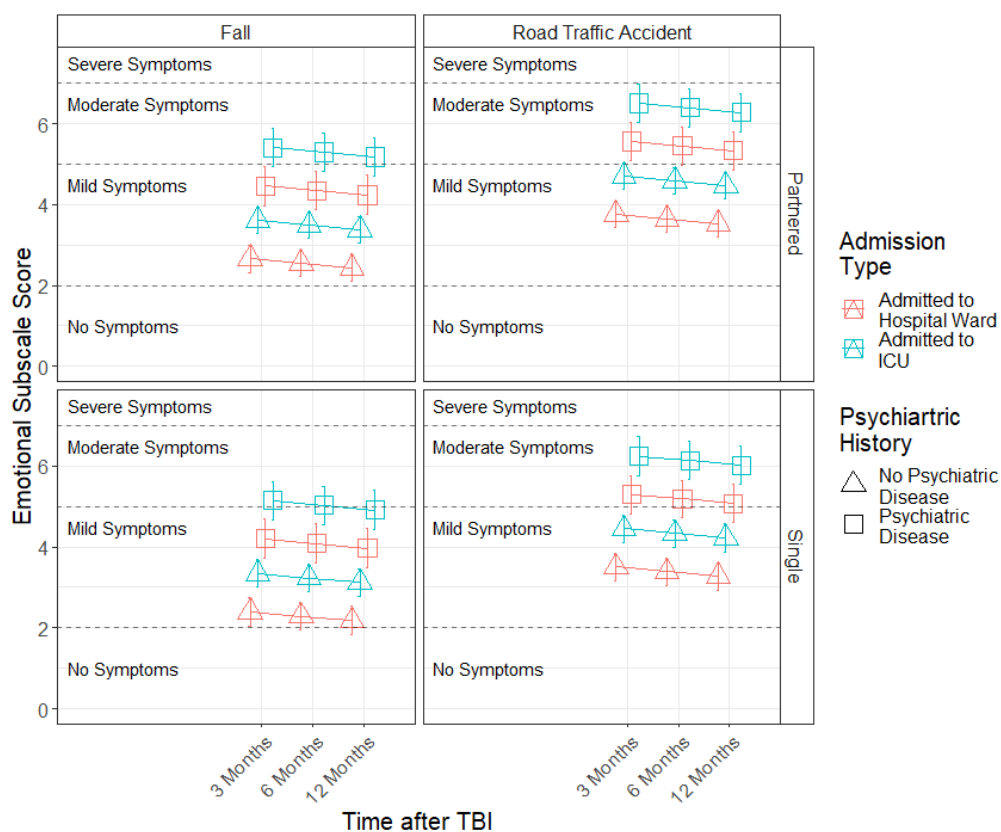 Fall
Road Traffic Accident
Severe Symptoms
Moderate Symptoms
Mild Symptoms
No Symptoms
Severe Symptoms
Moderate Symptoms
Mild Symptoms
No Symptoms
Partnered
6
4
2
0
Severe Symptoms
Moderate Symptoms
Mild Symptoms
No Symptoms
Severe Symptoms
Moderate Symptoms
Mild Symptoms
No Symptoms
Single
6
4
2
0
Emotional Subscale Score
3 Months
6 Months
12 Months
3 Months
6 Months
12 Months
Time after TBI
Admission
Type
Admitted to
Hospital Ward
Admitted to
ICU
Psychiartric
History
No Psychiatric
Disease
Psychiatric
Disease